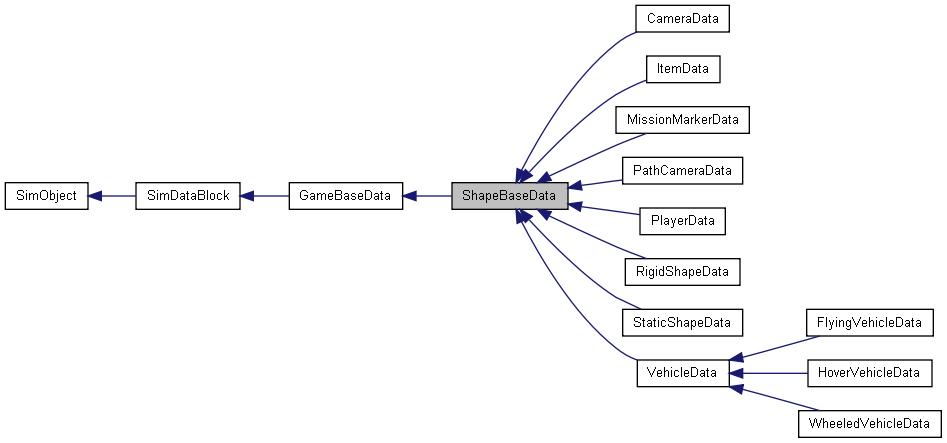 CameraData
ItemData
MissionMarkerData
PathCameraData
SimObject
SimDataBlock
GameBaseData
ShapeBaseData
PlayerData
RigidShapeData
StaticShapeData
FlyingVehicleData
VehicleData
HoverVehicleData
WheeledVehicleData